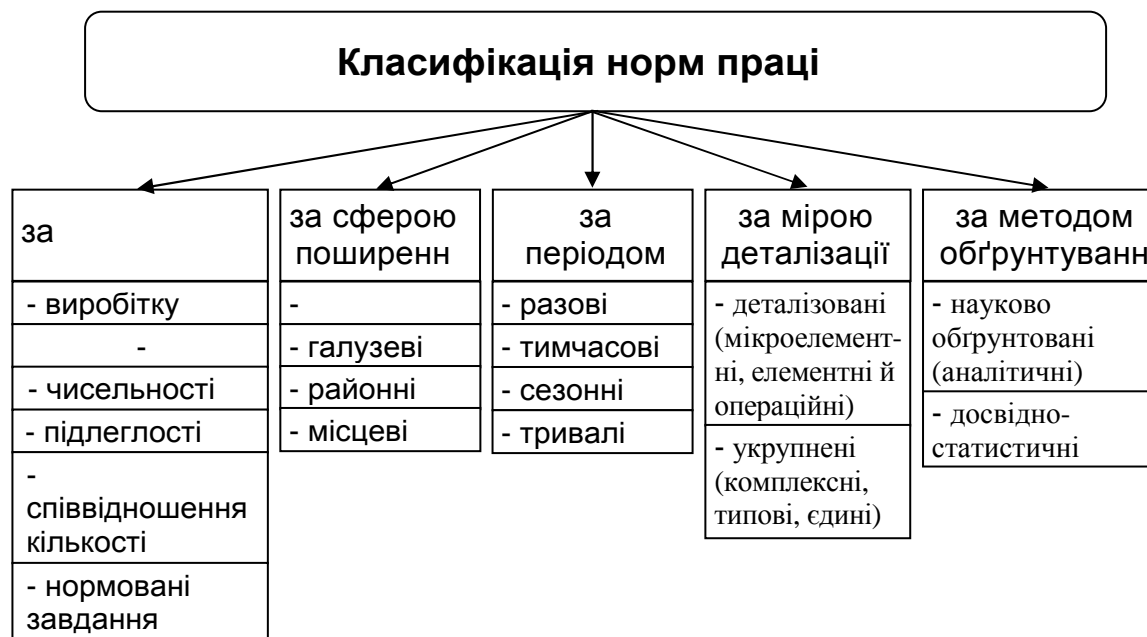 Класифікація норм праці
за
- виробітку
-
- чисельності
- підлеглості
-
співвідношення
кількості
- нормовані
завдання
за сферою
поширенн
-
- галузеві
- районні
- місцеві
за
періодом
- разові
- тимчасові
- сезонні
- тривалі
за мірою
деталізації
- деталізовані
(мікроелемент-
ні, елементні й
операційні)
- укрупнені
(комплексні,
типові, єдині)
за методом
обґрунтуванн
- науково
обґрунтовані
(аналітичні)
- досвідно-
статистичні